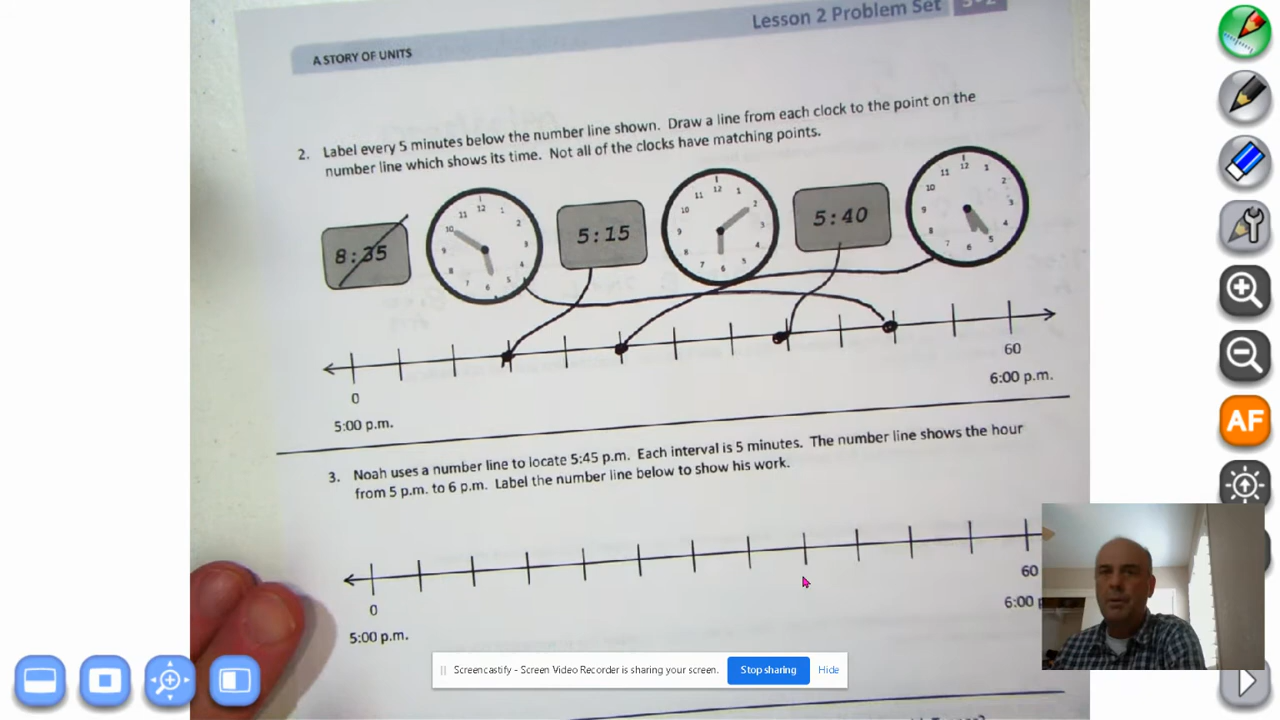 Lesson 2 Problem Set
A STORY OF UNITS
2. Label every 5 minutes below the number line shown. Draw a line from each clock to the point on the
number line which shows its time. Not all of the clocks have matching points.
8:35
5:15
5:40
0
60
5:00 p.m.
6:00 p.m.
3. Noah uses a number line to locate 5:45 p.m. Each interval is 5 minutes. The number line shows the hour
from 5 p.m. to 6 p.m. Label the number line below to show his work.
0
60
5:00 p.m.
6:00
AF
Screencastify - Screen Video Recorder is sharing your screen.
Stop sharing
Hide